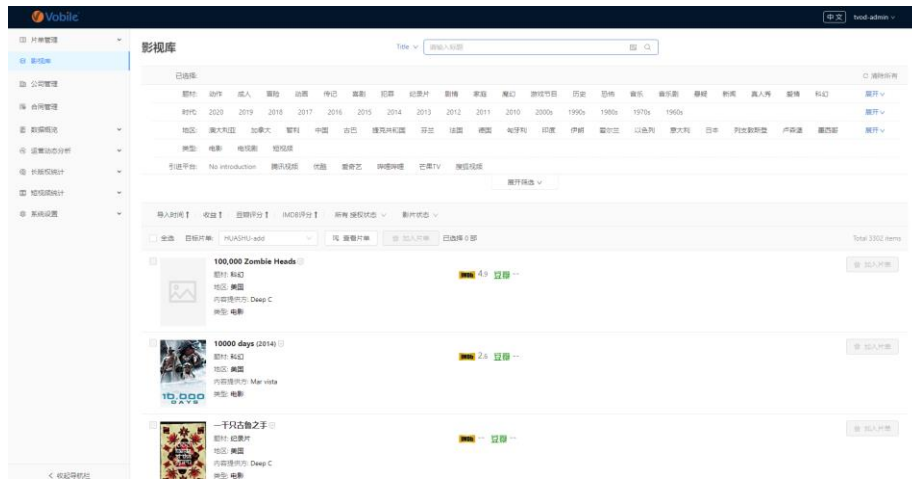 Vobile
中文 tvod-admin
片单管理
影视库
公司管理
合同管理
数据概览
运营动态分析
长版权统计
短视频统计
系统设置
收起导航栏
影视库
Title 请输入标题
已选择: 清除所有
题材: 动作 成人 冒险 动画 传记 喜剧 犯罪 纪录片 剧情 家庭 魔幻 游戏节目 历史 恐怖 音乐 音乐剧 悬疑 新闻 真人秀 爱情 科幻 展开
时代: 2020 2019 2018 2017 2016 2015 2014 2013 2012 2011 2010 2000s 1990s 1980s 1970s 1960s 展开
地区: 澳大利亚 加拿大 智利 中国 古巴 捷克共和国 芬兰 法国 德国 匈牙利 印度 伊朗 爱尔兰 以色列 意大利 日本 列支敦斯登 卢森堡 墨西哥 展开
类型: 电影 电视剧 短视频
引进平台: No introduction 腾讯视频 优酷 爱奇艺 哔哩哔哩 芒果TV 搜狐视频
展开筛选
导入时间 收益 豆瓣评分 IMDB评分 所有 授权状态 影片状态
全选 目标片单: HUASHU-add 查看片单 加入片单 已选择 0 部 Total 3302 items
100,000 Zombie Heads
题材: 科幻
IMDb 4.9 豆瓣 --
加入片单
地区: 美国
内容提供方: Deep C
类型: 电影
10000 days (2014)
题材: 科幻
IMDb 2.6 豆瓣 --
加入片单
地区: 美国
内容提供方: Mar vista
类型: 电影
10,000
DAYS
一千只古鲁之手
题材: 纪录片
IMDb -- 豆瓣 --
加入片单
地区: 美国
内容提供方: Deep C
类型: 电影